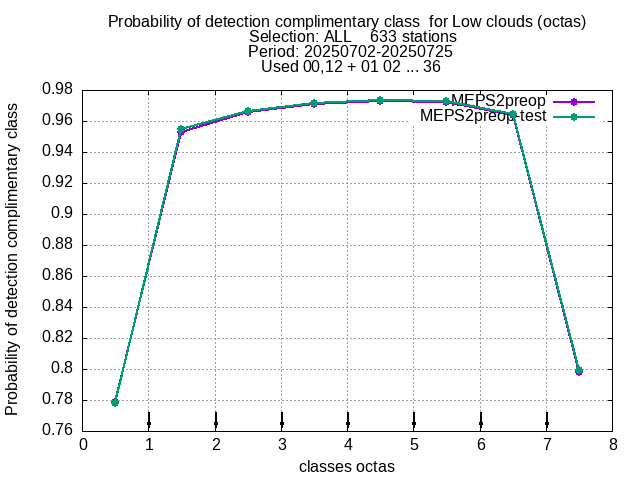 Probability of detection complimentary class  for Low clouds (octas)
Selection: ALL    633 stations
Period: 20250702-20250725
Used 00,12 + 01 02 ... 36
MEPS2preop
MEPS2preop-test
Probability of detection complimentary class
0.98
0.96
0.94
0.92
0.9
0.88
0.86
0.84
0.82
0.8
0.78
0.76
0 1 2 3 4 5 6 7 8
classes octas